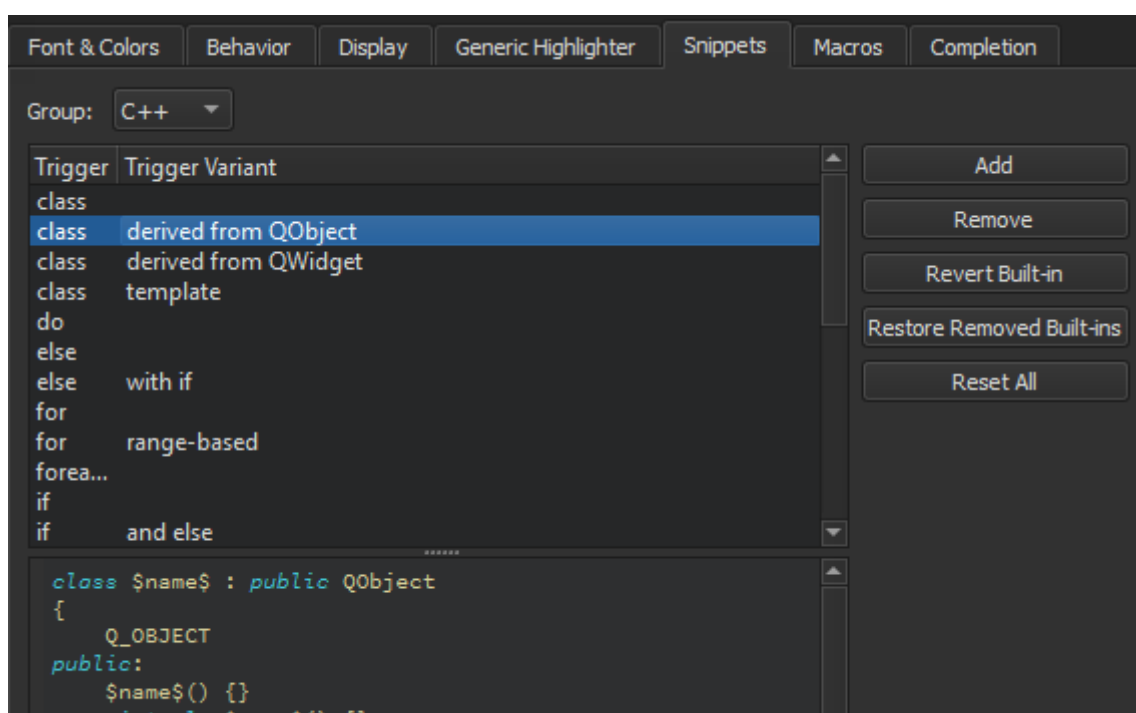 Font & Colors Behavior Display Generic Highlighter Snippets Macros Completion
Group: C++
Trigger Trigger Variant
class
class derived from QObject
class derived from QWidget
class template
do
else
else with if
for
for range-based
forea...
if
if and else
Add
Remove
Revert Built-in
Restore Removed Built-ins
Reset All
class $name$ : public QObject
{
Q_OBJECT
public:
$name$() {}